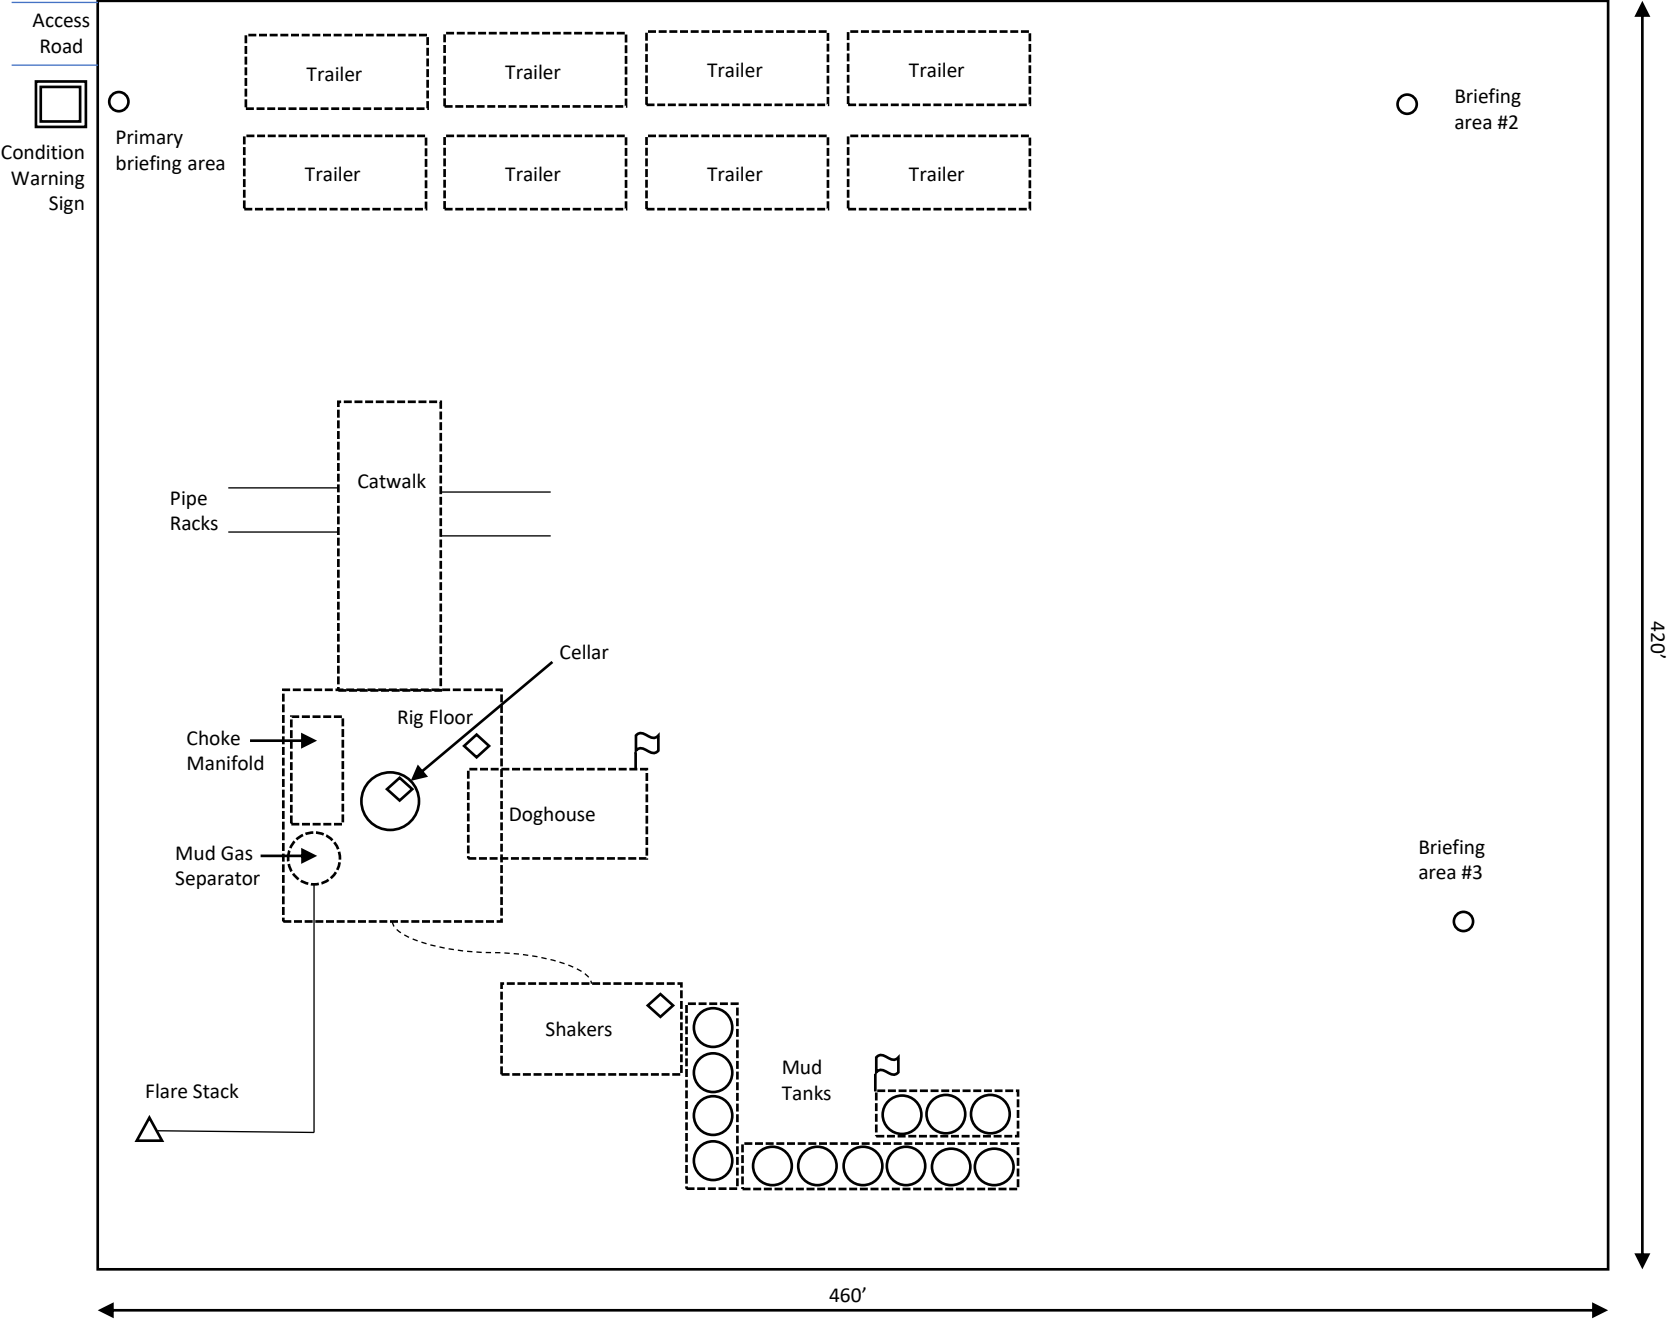 Access
Road
Trailer
Trailer
Trailer
Trailer
Briefing
area #2
Primary
briefing area
Condition
Warning
Sign
Trailer
Trailer
Trailer
Trailer
Catwalk
Pipe
Racks
420’
Cellar
Rig Floor
Choke
Manifold
Doghouse
Mud Gas
Separator
Briefing
area #3
Shakers
Mud
Tanks
Flare Stack
460’